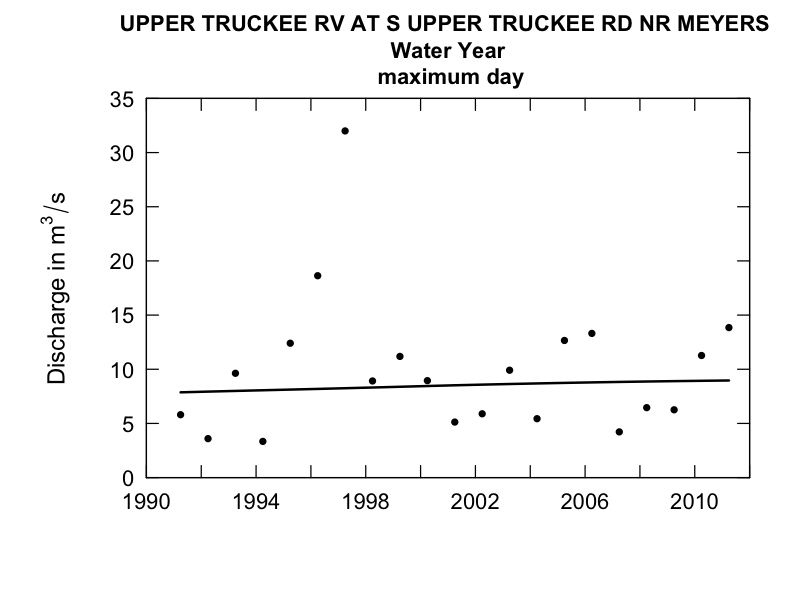 UPPER TRUCKEE RV AT S UPPER TRUCKEE RD NR MEYERS
Water Year
maximum day
Discharge in m³/s
35
30
25
20
15
10
5
0
1990 1994 1998 2002 2006 2010